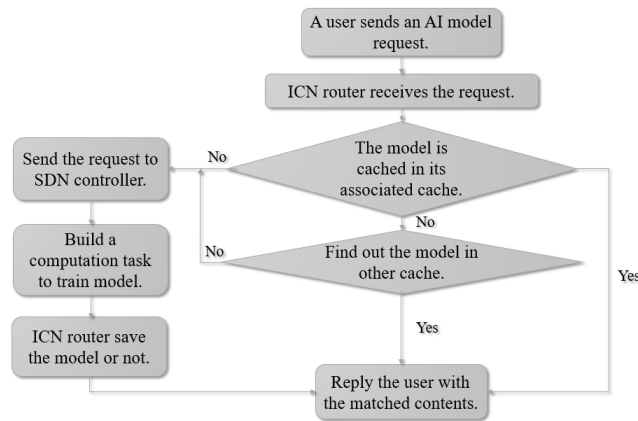 A user sends an AI model
request.
ICN router receives the request.
The model is
cached in its
associated cache.
No
Send the request to
SDN controller.
No
Find out the model in
other cache.
No
Build a
computation task
to train model.
Yes
Yes
ICN router save
the model or not.
Reply the user with
the matched contents.